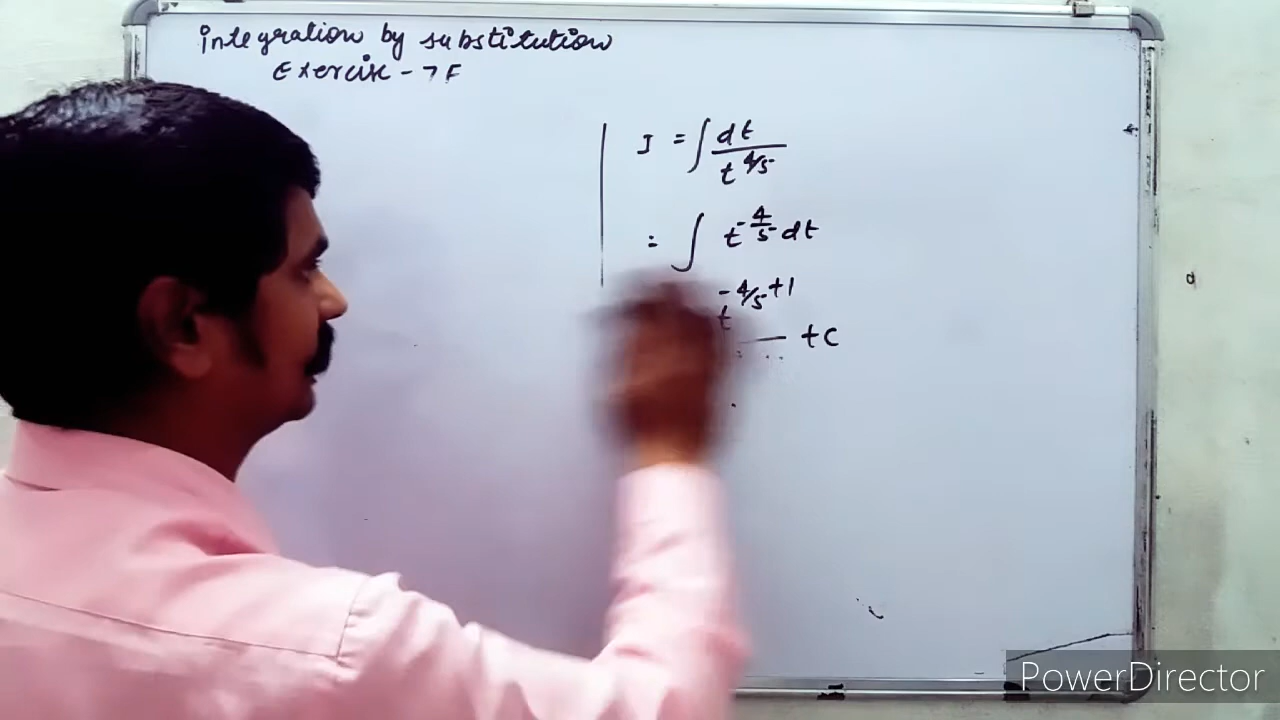 integration by substitution
Exercise - 7F
I = ∫ dt / t^4/5
= ∫ t^-4/5 dt
t^-4/5 +1 + c
PowerDirector